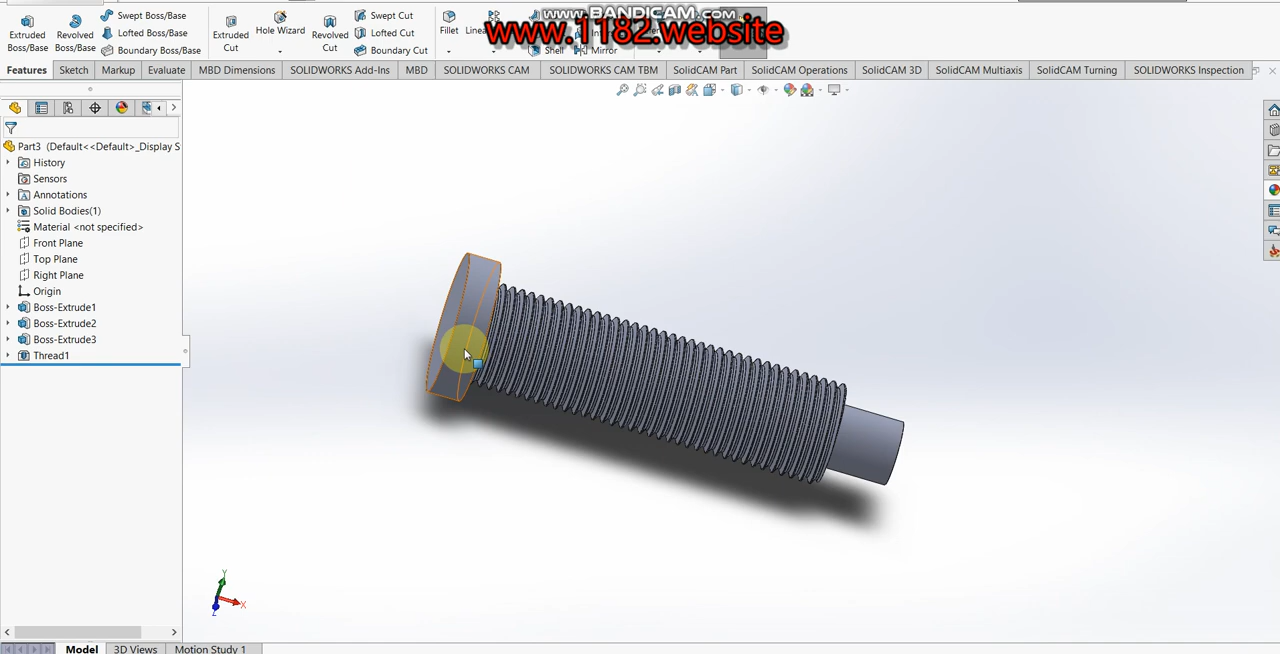 www.BANDICAM.com
www.1182.website
Extruded Boss/Base
Revolved Boss/Base
Swept Boss/Base
Lofted Boss/Base
Boundary Boss/Base
Extruded Cut
Hole Wizard
Revolved Cut
Swept Cut
Lofted Cut
Boundary Cut
Fillet
Shell
Mirror
Features Sketch Markup Evaluate MBD Dimensions SOLIDWORKS Add-Ins MBD SOLIDWORKS CAM SOLIDWORKS CAM TBM SolidCAM Part SolidCAM Operations SolidCAM 3D SolidCAM Multiaxis SolidCAM Turning SOLIDWORKS Inspection
Part3 (Default<<Default>_Display S
History
Sensors
Annotations
Solid Bodies(1)
Material <not specified>
Front Plane
Top Plane
Right Plane
Origin
Boss-Extrude1
Boss-Extrude2
Boss-Extrude3
Thread1
Y
X
Z
Model 3D Views Motion Study 1